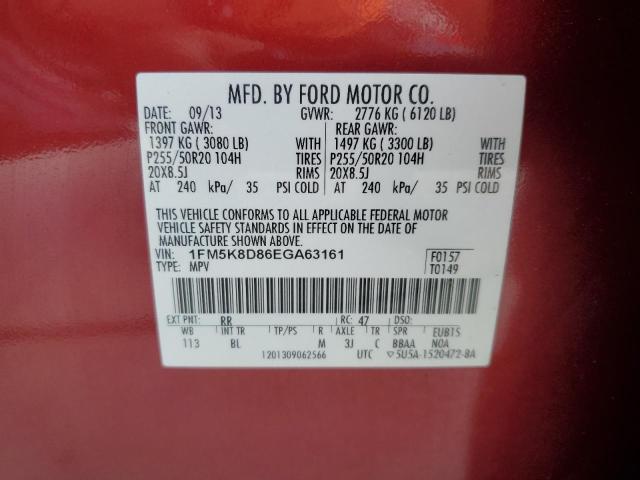 MFD. BY FORD MOTOR CO.
DATE: 09/13 GVWR: 2776 KG ( 6120 LB)
FRONT GAWR: REAR GAWR:
1397 KG ( 3080 LB) WITH 1497 KG ( 3300 LB) WITH
P255/50R20 104H TIRES P255/50R20 104H TIRES
20X8.5J RIMS 20X8.5J RIMS
AT 240 kPa/ 35 PSI COLD AT 240 kPa/ 35 PSI COLD
THIS VEHICLE CONFORMS TO ALL APPLICABLE FEDERAL MOTOR
VEHICLE SAFETY STANDARDS IN EFFECT ON THE DATE OF
MANUFACTURE SHOWN ABOVE.
VIN: 1FM5K8D86EGA63161 F0157
TYPE: MPV T0149
EXT PNT: RR RC: 47 DSO:
WB INT TR TP/PS R AXLE TR SPR EUBTS
113 BL M 3J C BBAA NOA
1201309062566 UTC ▽5U5A-1520472-BA